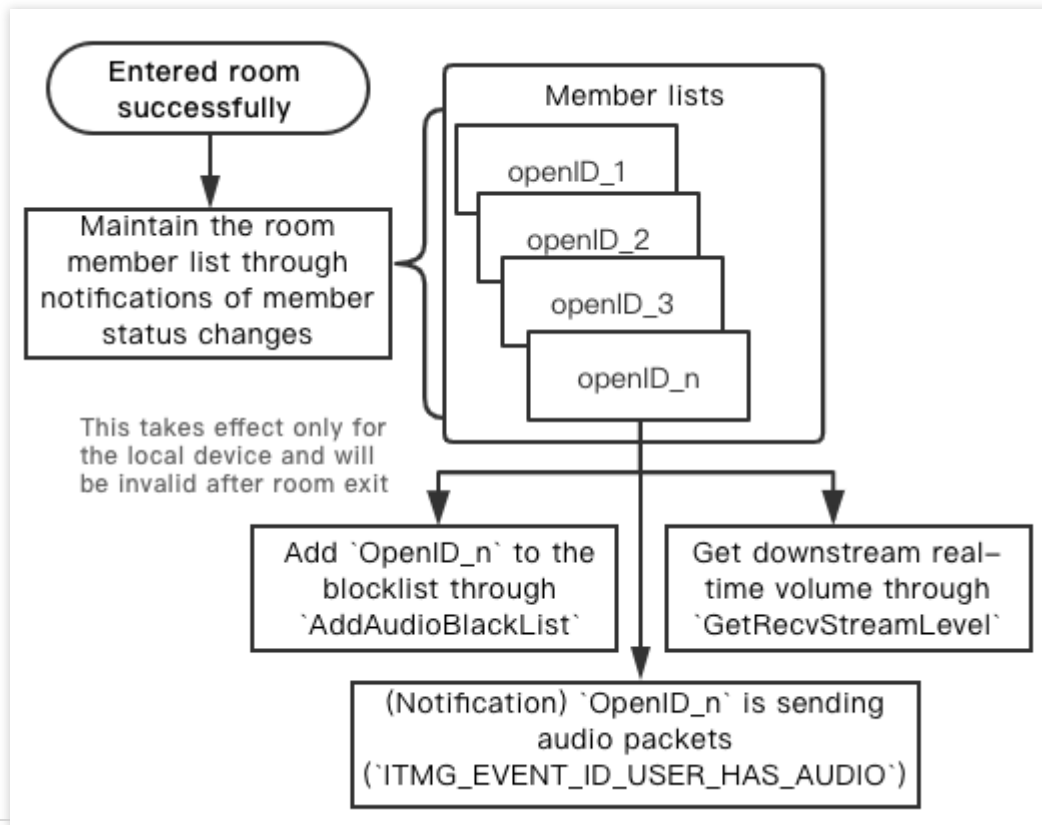 Entered room
successfully
Member lists
openID_1
openID_2
openID_3
openID_n
Maintain the room
member list through
notifications of member
status changes
This takes effect only for
the local device and will
be invalid after room exit
Add `OpenID_n` to the
blocklist through
`AddAudioBlackList`
Get downstream real-
time volume through
`GetRecvStreamLevel`
(Notification) `OpenID_n` is sending
audio packets
(`ITMG_EVENT_ID_USER_HAS_AUDIO`)